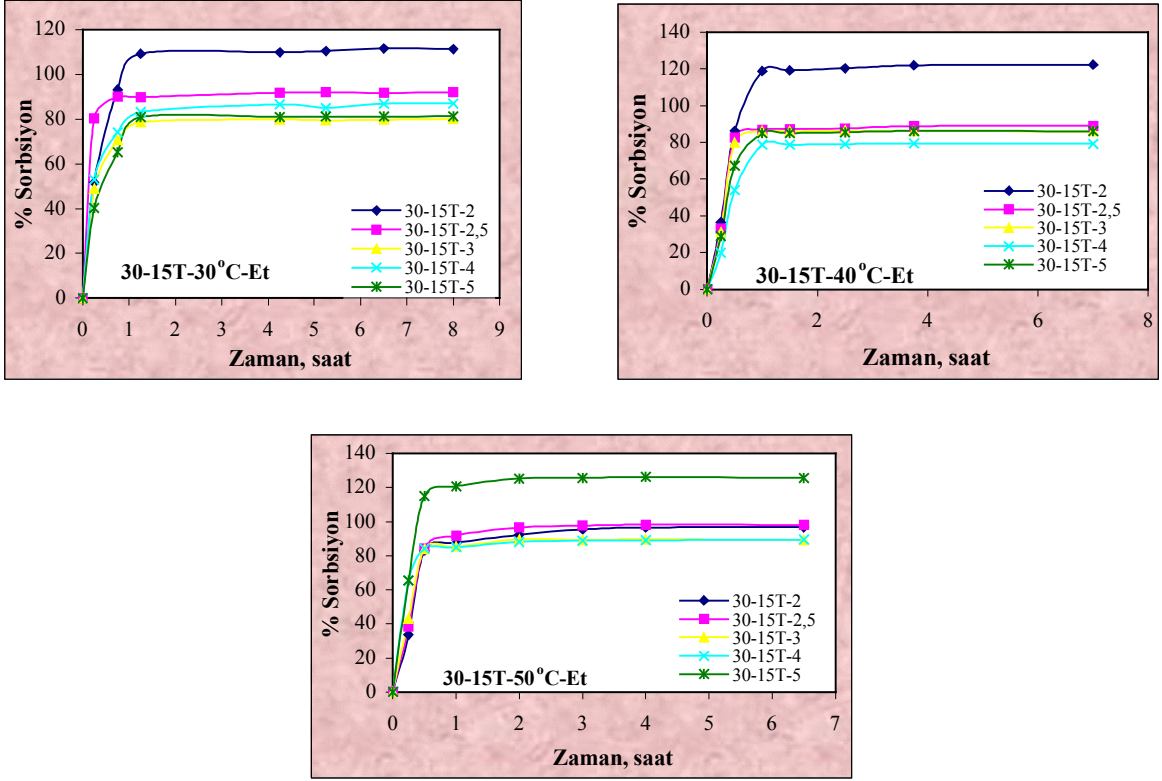 120
100
80
60
40
20
0
% Sorbsiyon
30-15T-2
30-15T-2,5
30-15T-3
30-15T-4
30-15T-5
30-15T-30°C-Et
0 1 2 3 4 5 6 7 8 9
Zaman, saat
140
120
100
80
60
40
20
0
% Sorbsiyon
30-15T-2
30-15T-2,5
30-15T-3
30-15T-4
30-15T-5
30-15T-40°C-Et
0 2 4 6 8
Zaman, saat
140
120
100
80
60
40
20
0
% Sorbsiyon
30-15T-2
30-15T-2,5
30-15T-3
30-15T-4
30-15T-5
30-15T-50°C-Et
0 1 2 3 4 5 6 7
Zaman, saat